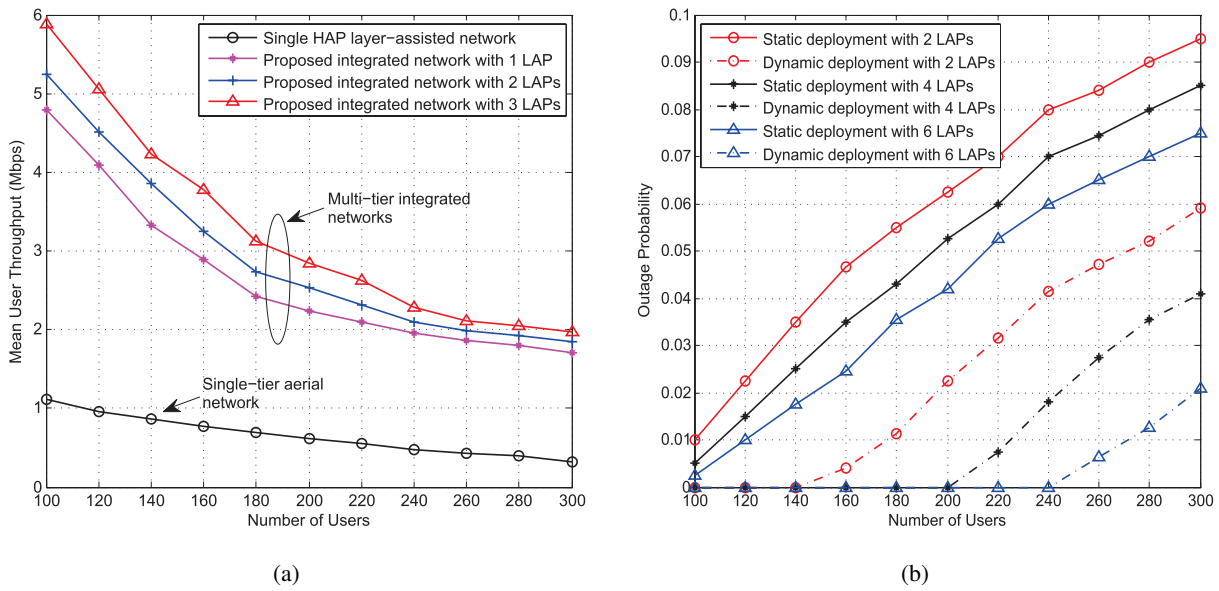 6
5
4
3
2
1
0
100 120 140 160 180 200 220 240 260 280 300
Mean User Throughput (Mbps)
Number of Users
Single HAP layer−assisted network
Proposed integrated network with 1 LAP
Proposed integrated network with 2 LAPs
Proposed integrated network with 3 LAPs
Multi−tier integrated
networks
Single−tier aerial
network
(a)
0.1
0.09
0.08
0.07
0.06
0.05
0.04
0.03
0.02
0.01
0
100 120 140 160 180 200 220 240 260 280 300
Outage Probability
Number of Users
Static deployment with 2 LAPs
Dynamic deployment with 2 LAPs
Static deployment with 4 LAPs
Dynamic deployment with 4 LAPs
Static deployment with 6 LAPs
Dynamic deployment with 6 LAPs
(b)